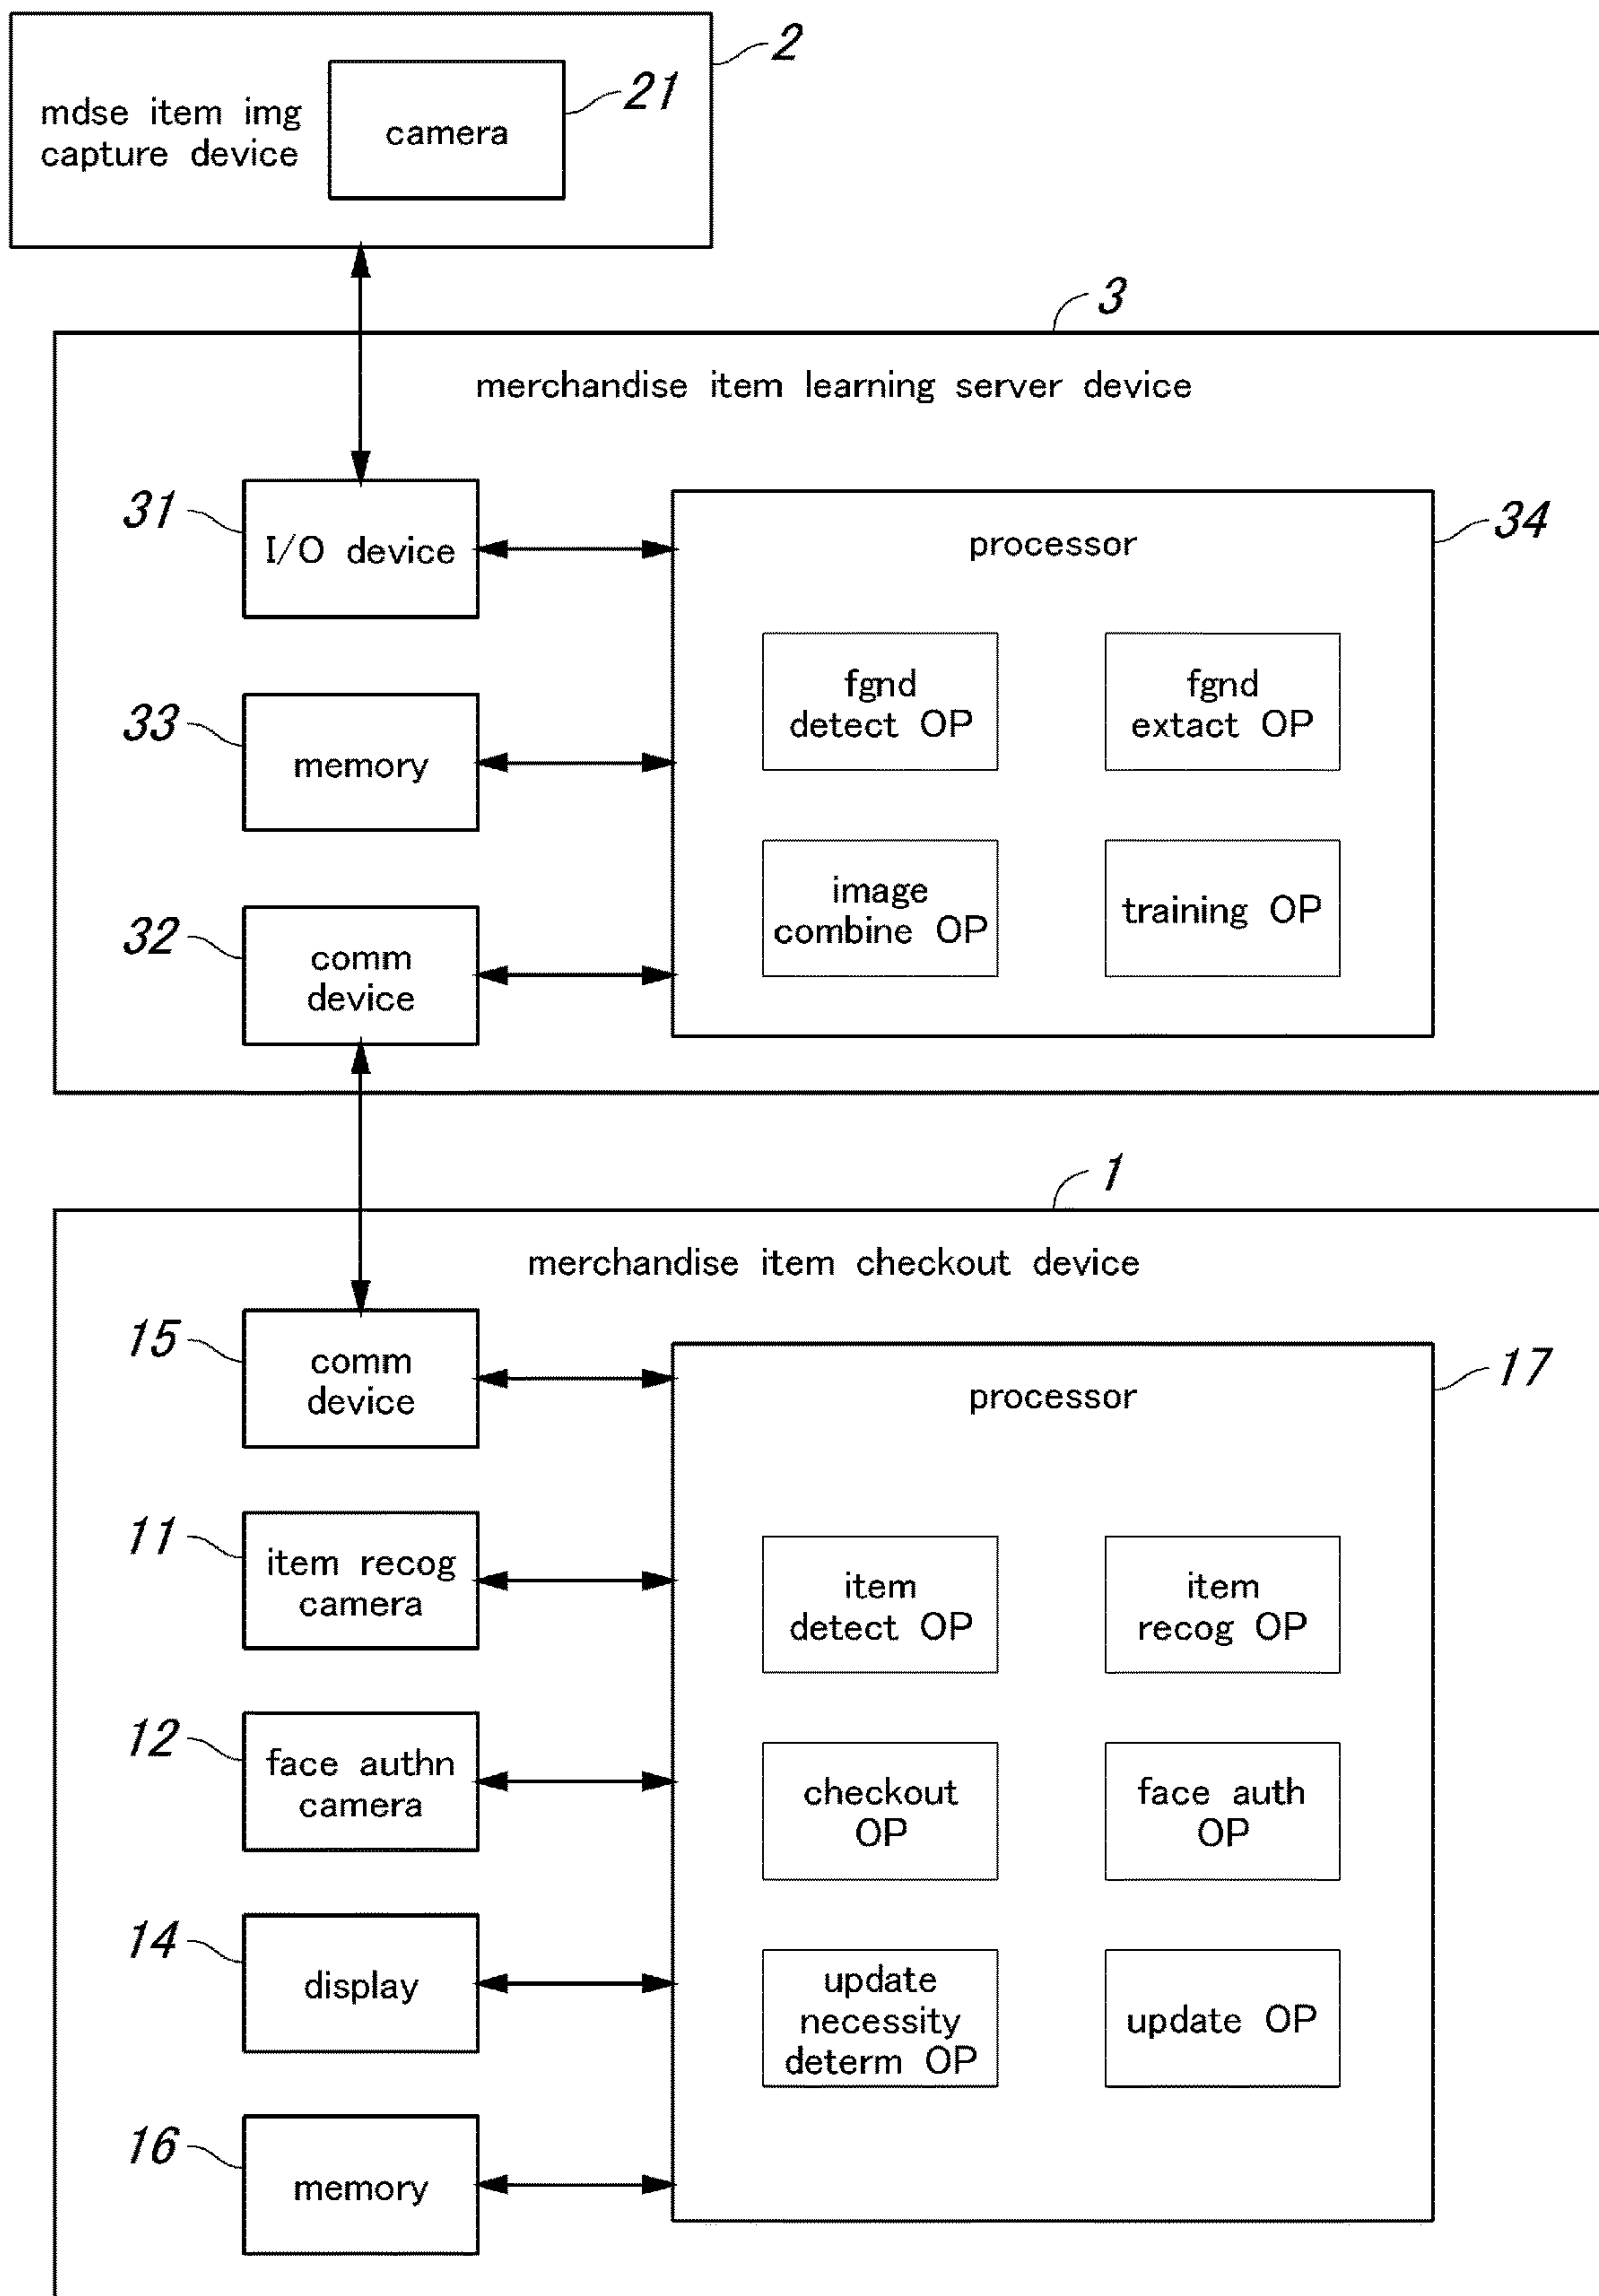 2
mdse item img
capture device
21
camera
3
merchandise item learning server device
31
I/O device
34
processor
fgnd
detect OP
fgnd
extact OP
33
memory
image
combine OP
training OP
32
comm
device
1
merchandise item checkout device
15
comm
device
17
processor
11
item recog
camera
item
detect OP
item
recog OP
12
face authn
camera
checkout
OP
face auth
OP
14
display
update
necessity
determ OP
update OP
16
memory